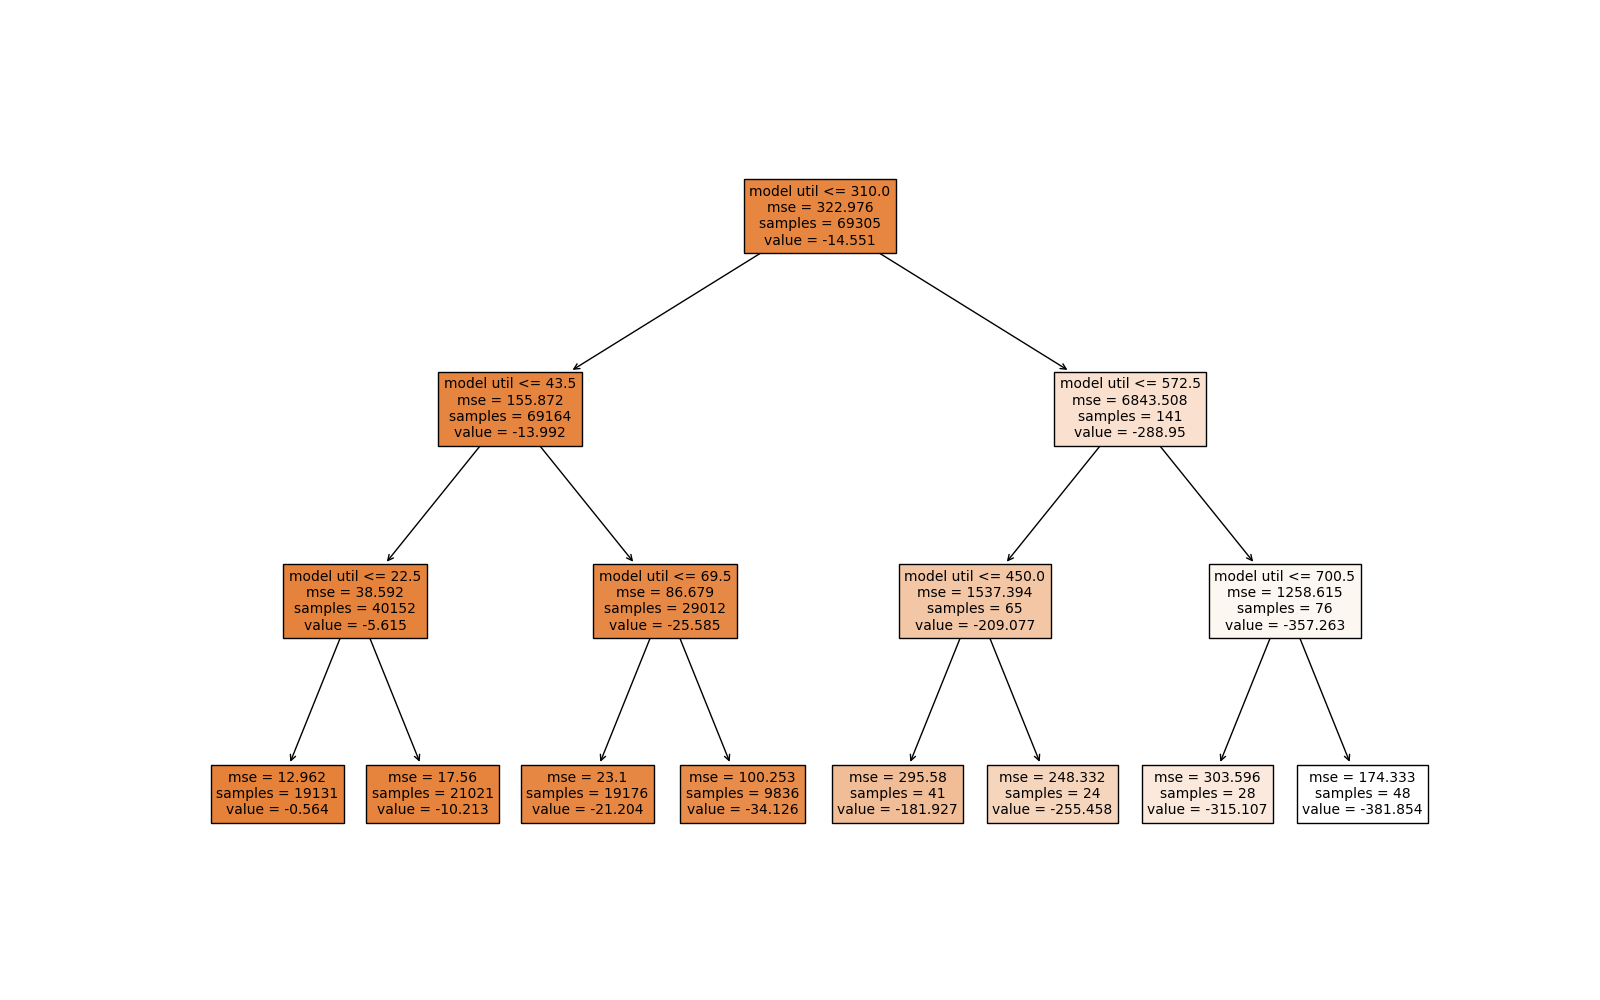 model util <= 310.0
mse = 322.976
samples = 69305
value = -14.551
model util <= 43.5
mse = 155.872
samples = 69164
value = -13.992
model util <= 572.5
mse = 6843.508
samples = 141
value = -288.95
model util <= 22.5
mse = 38.592
samples = 40152
value = -5.615
model util <= 69.5
mse = 86.679
samples = 29012
value = -25.585
model util <= 450.0
mse = 1537.394
samples = 65
value = -209.077
model util <= 700.5
mse = 1258.615
samples = 76
value = -357.263
mse = 12.962
samples = 19131
value = -0.564
mse = 17.56
samples = 21021
value = -10.213
mse = 23.1
samples = 19176
value = -21.204
mse = 100.253
samples = 9836
value = -34.126
mse = 295.58
samples = 41
value = -181.927
mse = 248.332
samples = 24
value = -255.458
mse = 303.596
samples = 28
value = -315.107
mse = 174.333
samples = 48
value = -381.854